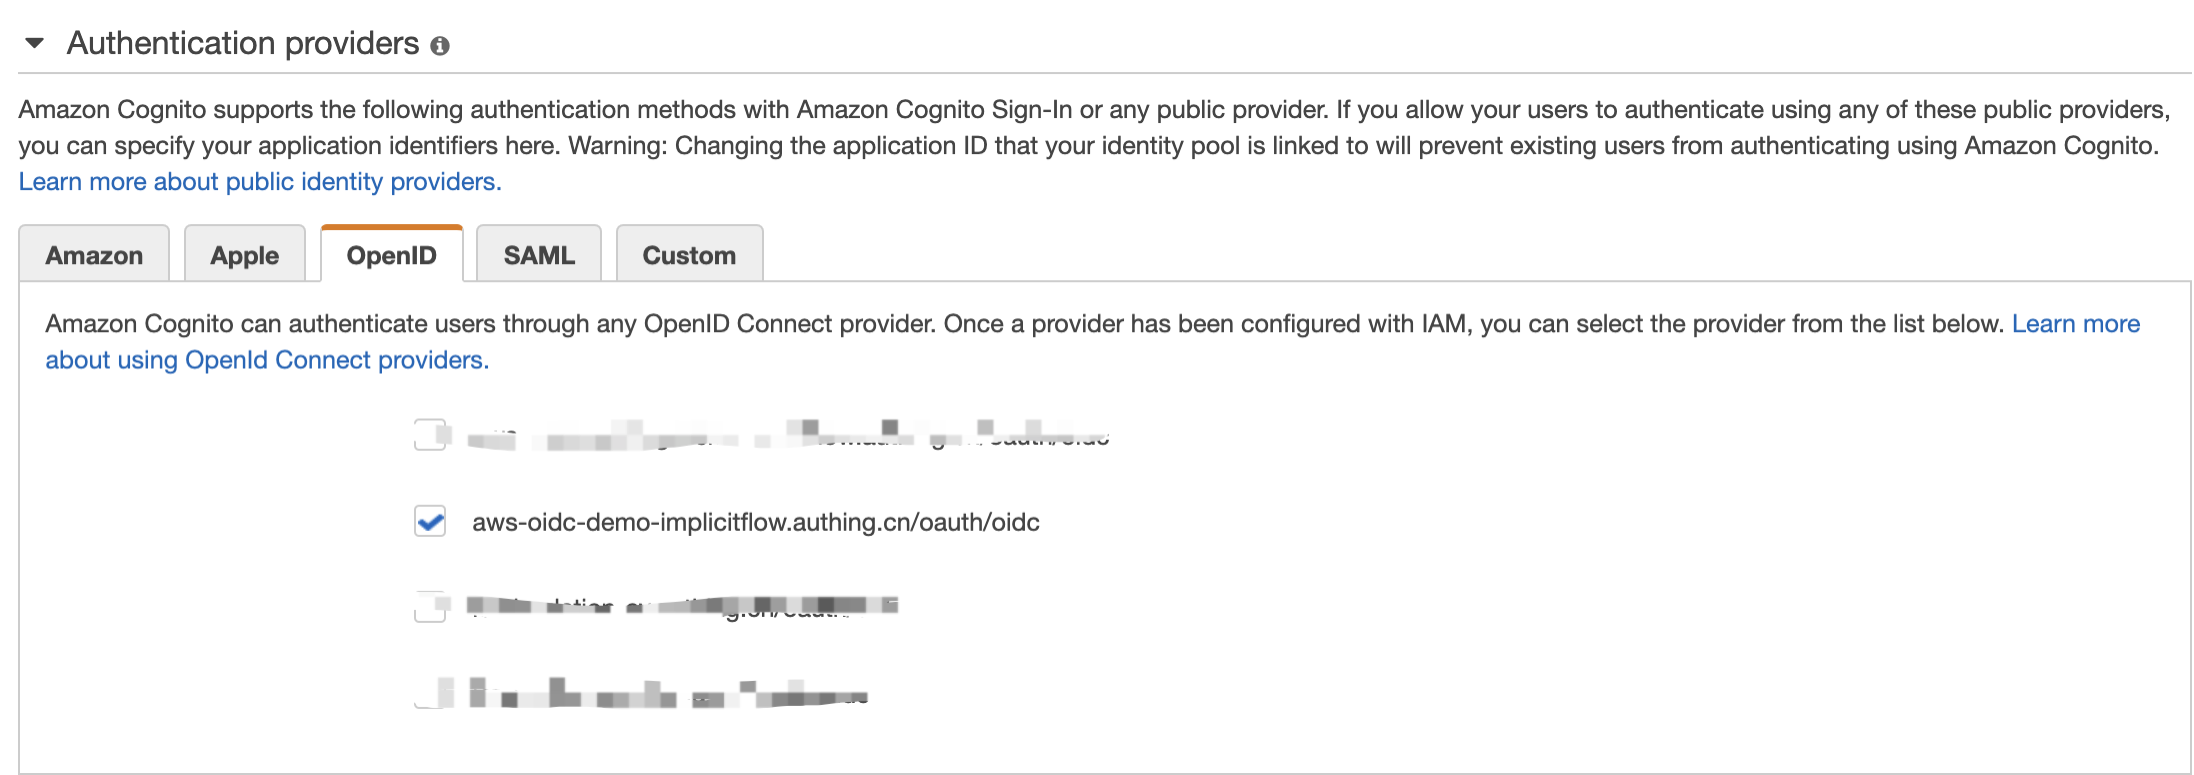 Authentication providers
Amazon Cognito supports the following authentication methods with Amazon Cognito Sign-In or any public provider. If you allow your users to authenticate using any of these public providers,
you can specify your application identifiers here. Warning: Changing the application ID that your identity pool is linked to will prevent existing users from authenticating using Amazon Cognito.
Learn more about public identity providers.
Amazon Apple OpenID SAML Custom
Amazon Cognito can authenticate users through any OpenID Connect provider. Once a provider has been configured with IAM, you can select the provider from the list below. Learn more
about using OpenId Connect providers.
aws-oidc-demo-implicitflow.authing.cn/oauth/oidc